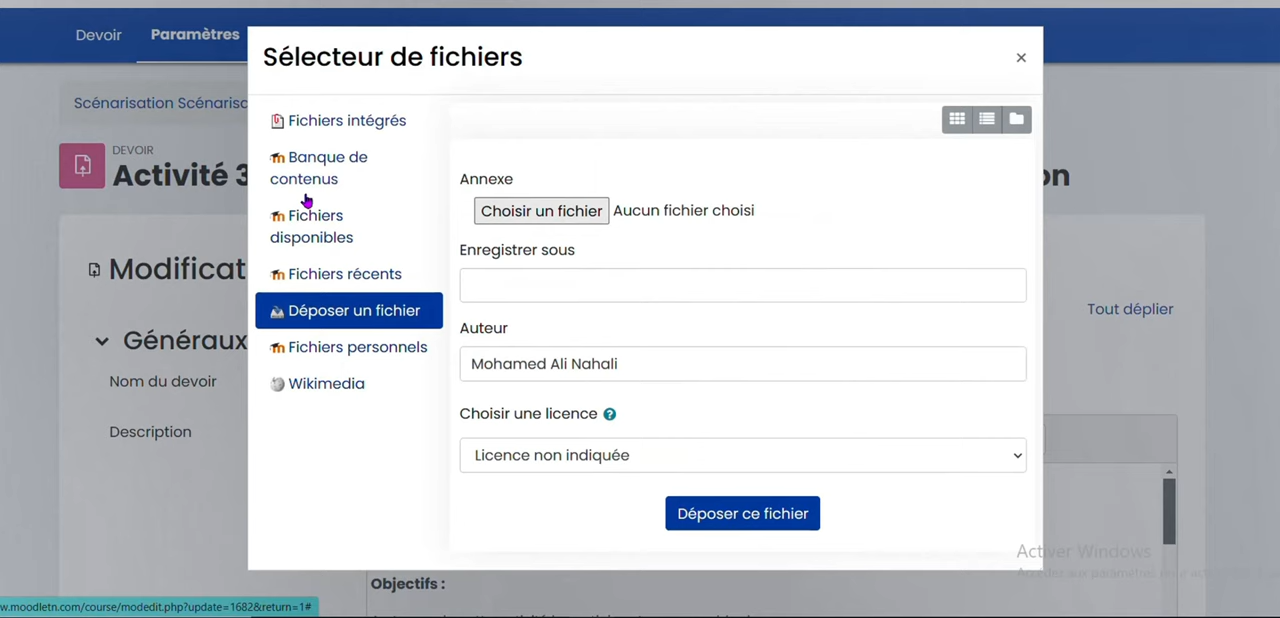 Devoir
Paramètres
Sélecteur de fichiers
×
Scénarisation Scénarisa
Fichiers intégrés
Banque de
contenus
Fichiers
disponibles
Fichiers récents
Déposer un fichier
Fichiers personnels
Wikimedia
Annexe
Choisir un fichier Aucun fichier choisi
Enregistrer sous
Auteur
Mohamed Ali Nahali
Choisir une licence ?
Licence non indiquée
Déposer ce fichier
DEVOIR
Activité 3
on
Modificat
Tout déplier
Généraux
Nom du devoir
Description
Objectifs :
Activer Windows
w.moodletn.com/course/modedit.php?update=1682&return=1#